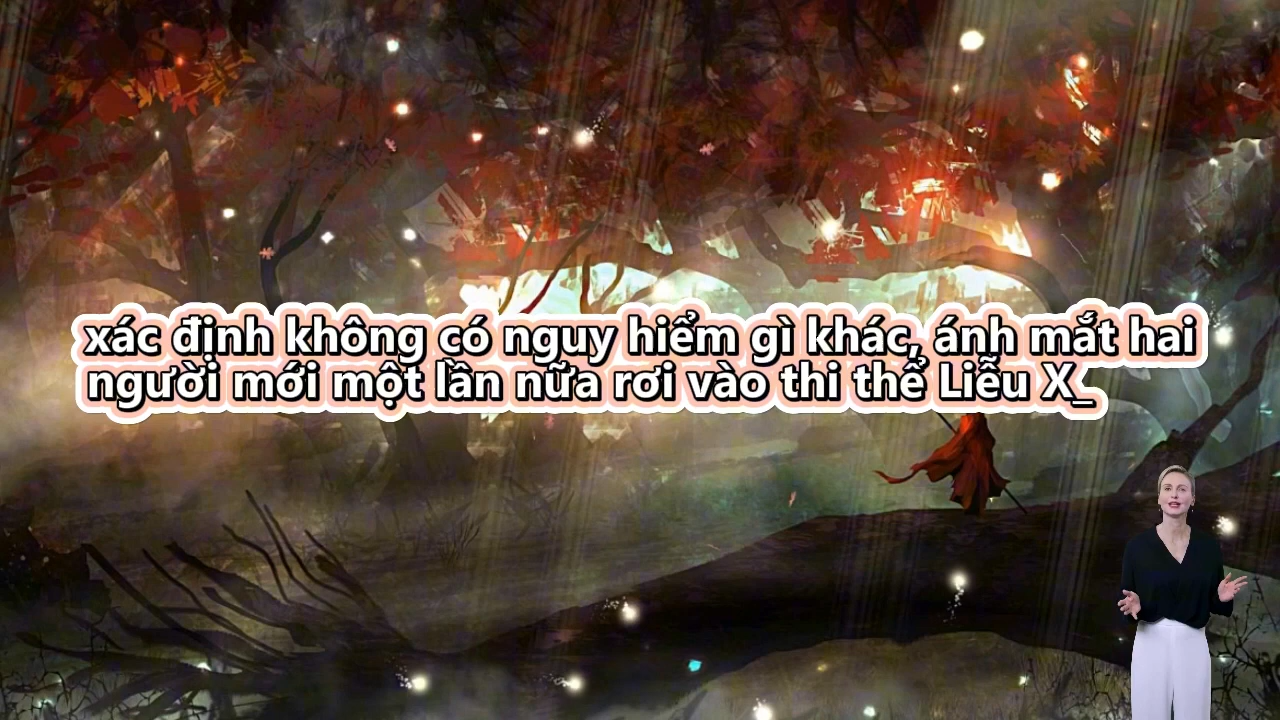 xác định không có nguy hiểm gì khác, ánh mắt hai
người mới một lần nữa rơi vào thi thể Liễu X_